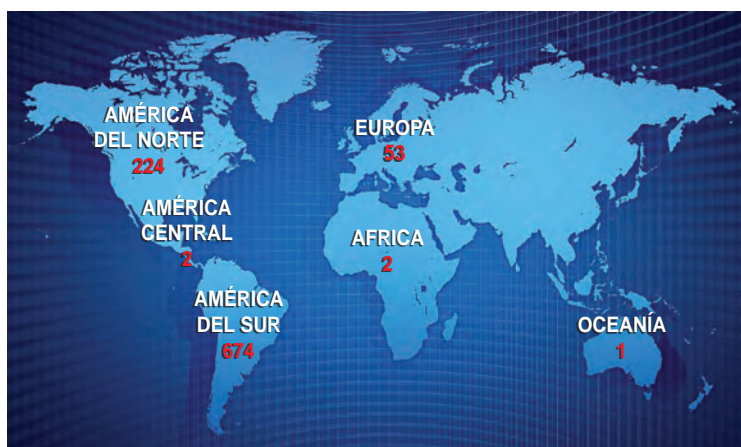 AMÉRICA
DEL NORTE
224
EUROPA
53
AMÉRICA
CENTRAL
2
AFRICA
2
AMÉRICA
DEL SUR
674
OCEANÍA
1